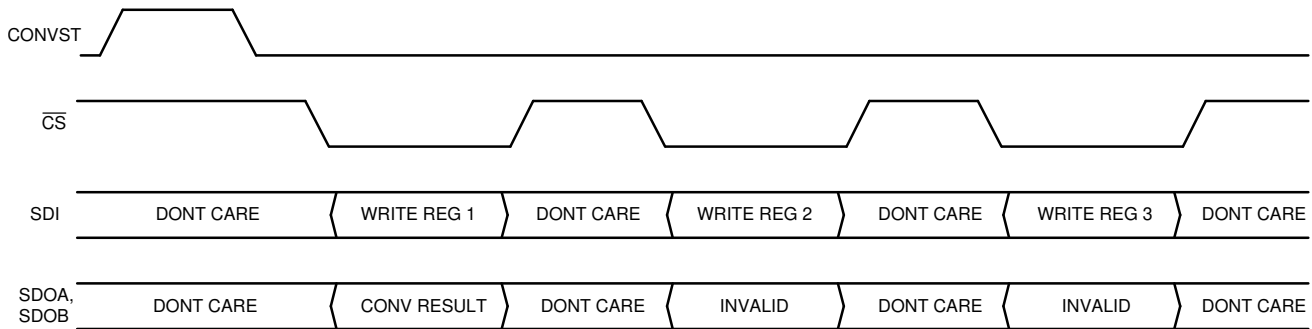 CONVST
CS
SDI DONT CARE WRITE REG 1 DONT CARE WRITE REG 2 DONT CARE WRITE REG 3 DONT CARE
SDOA,
SDOB DONT CARE CONV RESULT DONT CARE INVALID DONT CARE INVALID DONT CARE